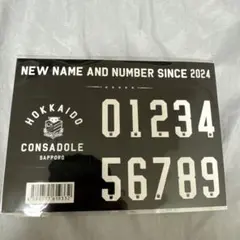 NEW NAME AND NUMBER SINCE 2024
HOKKAIDO
CONSADOLE
SAPPORO
01234
56789